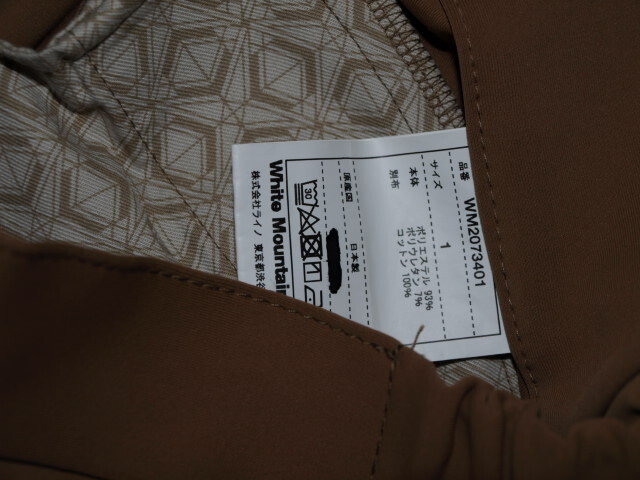 品番 WM2073401
サイズ 1
本体 ポリエステル 93%
ポリウレタン 7%
別布 コットン 100%
原産国 日本製
30
White Mountain
株式会社ライノ 東京都渋谷